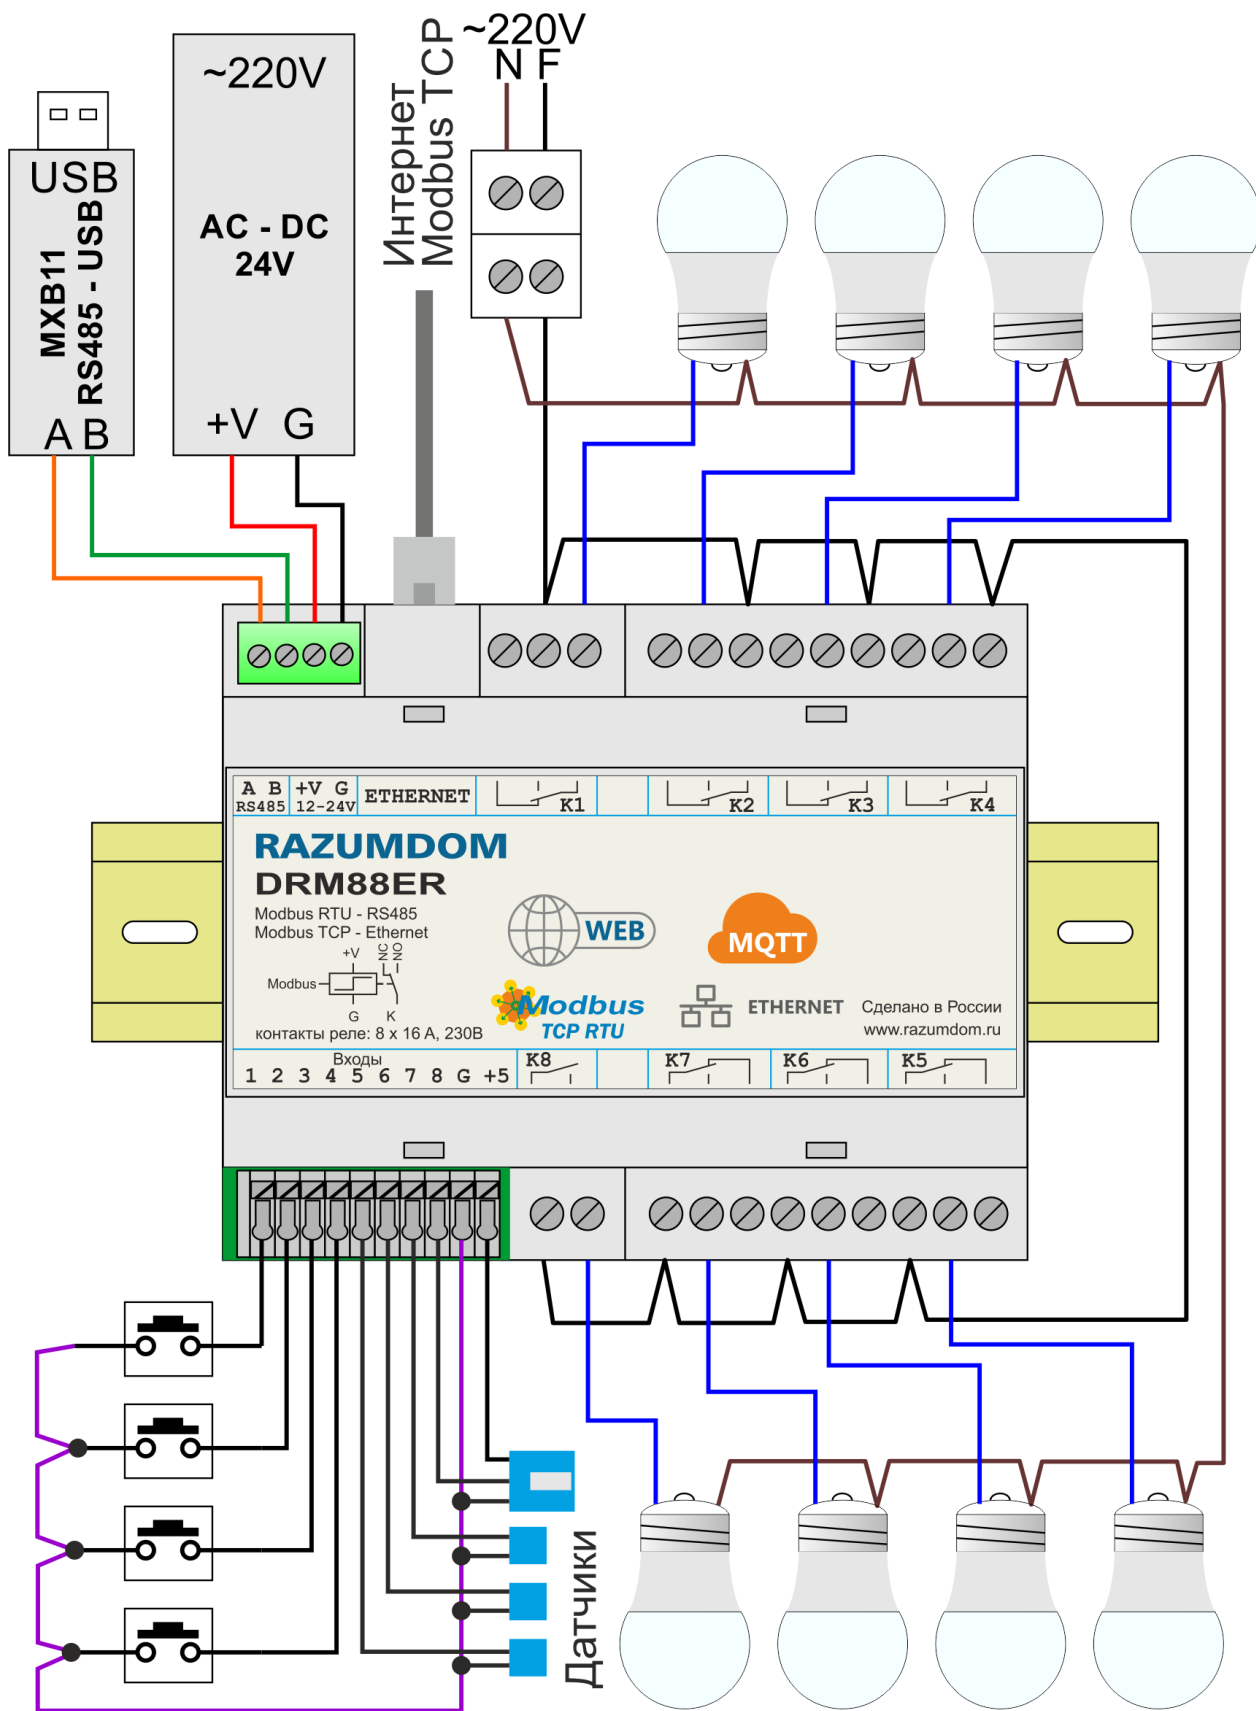 ~220V
N F
Интернет
Modbus TCP
~220V
AC - DC
24V
+V G
USB
MXB11
RS485 - USB
A B
A B
RS485
+V G
12-24V
ETHERNET
K1
K2
K3
K4
RAZUMDOM
DRM88ER
Modbus RTU - RS485
Modbus TCP - Ethernet
+V
NC
NO
Modbus
G
K
контакты реле: 8 x 16 А, 230В
WEB
MQTT
Modbus
TCP RTU
ETHERNET
Сделано в России
www.razumdom.ru
Входы
1 2 3 4 5 6 7 8 G +5
K8
K7
K6
K5
Датчики